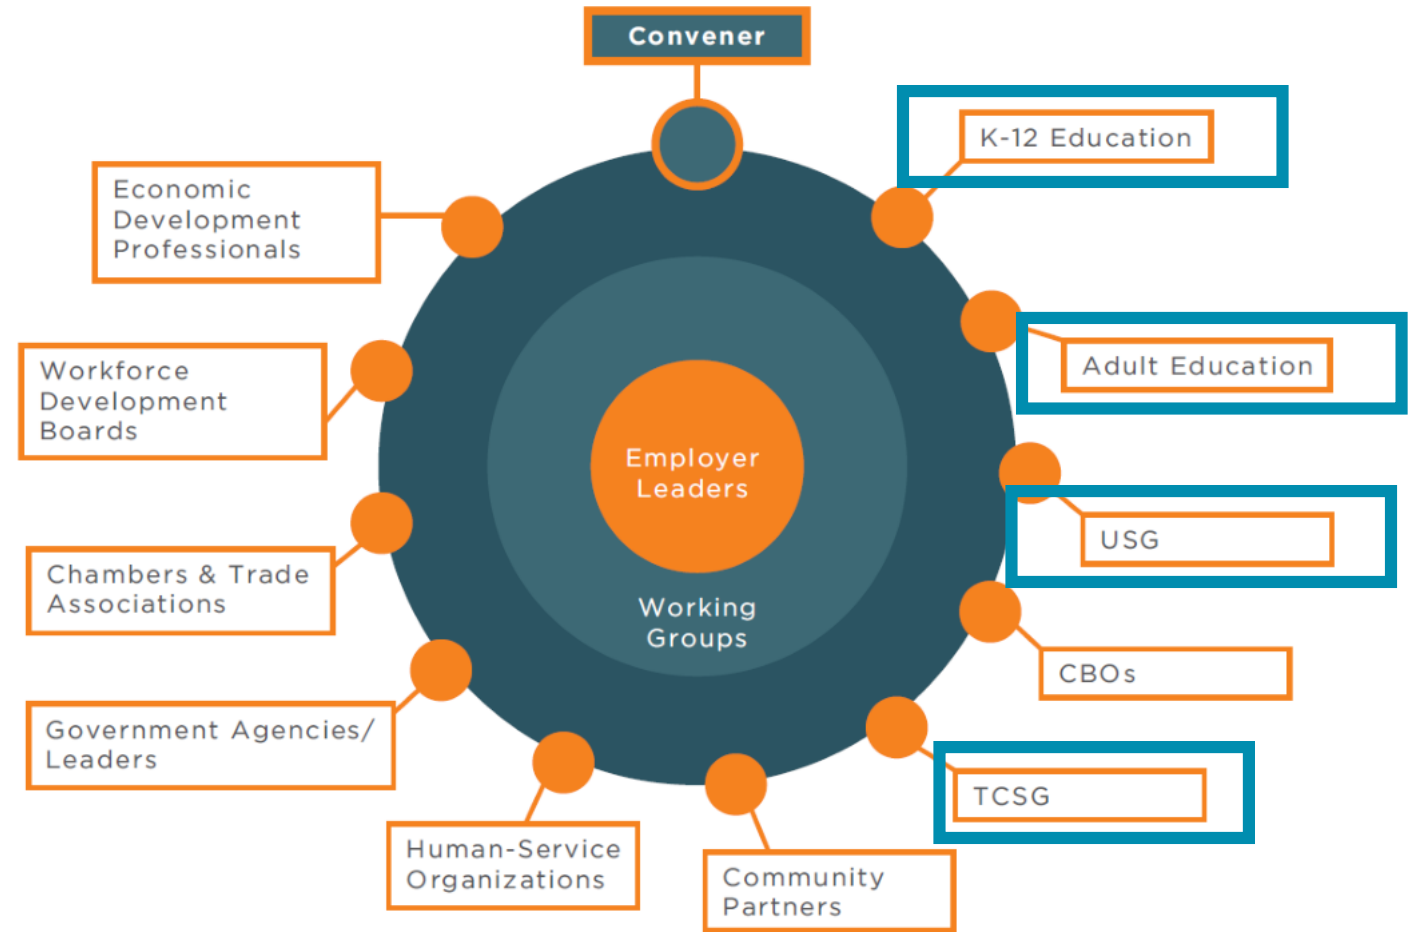 Convener
K-12 Education
Economic
Development
Professionals
Adult Education
Workforce
Development
Boards
Employer
Leaders
USG
Chambers & Trade
Associations
Working
Groups
CBOs
Government Agencies/
Leaders
TCSG
Human-Service
Organizations
Community
Partners